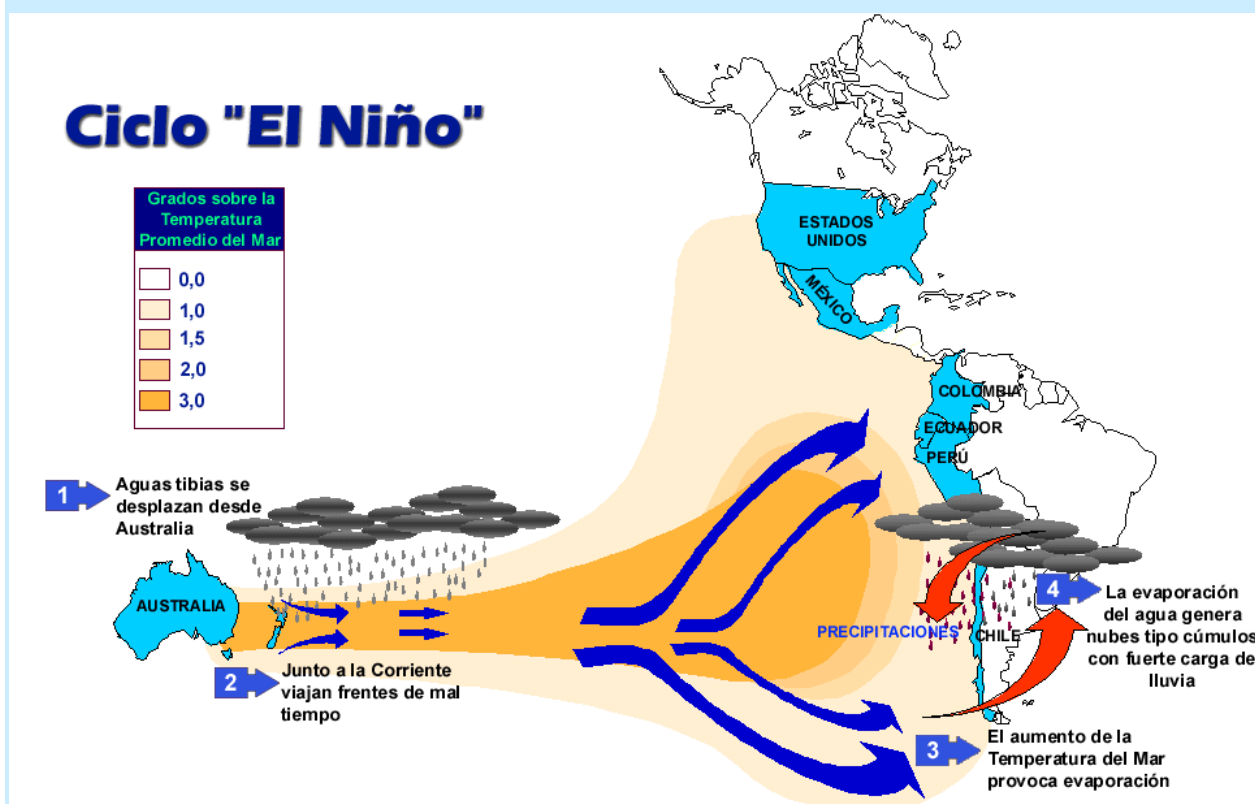 Ciclo "El Niño"
Grados sobre la
Temperatura
Promedio del Mar
0,0
1,0
1,5
2,0
3,0
ESTADOS
UNIDOS
MÉXICO
COLOMBIA
ECUADOR
PERÚ
1
Aguas tibias se
desplazan desde
Australia
AUSTRALIA
2
Junto a la Corriente
viajan frentes de mal
tiempo
PRECIPITACIONES
CHILE
4
La evaporación
del agua genera
nubes tipo cúmulos
con fuerte carga de
lluvia
3
El aumento de la
Temperatura del Mar
provoca evaporación